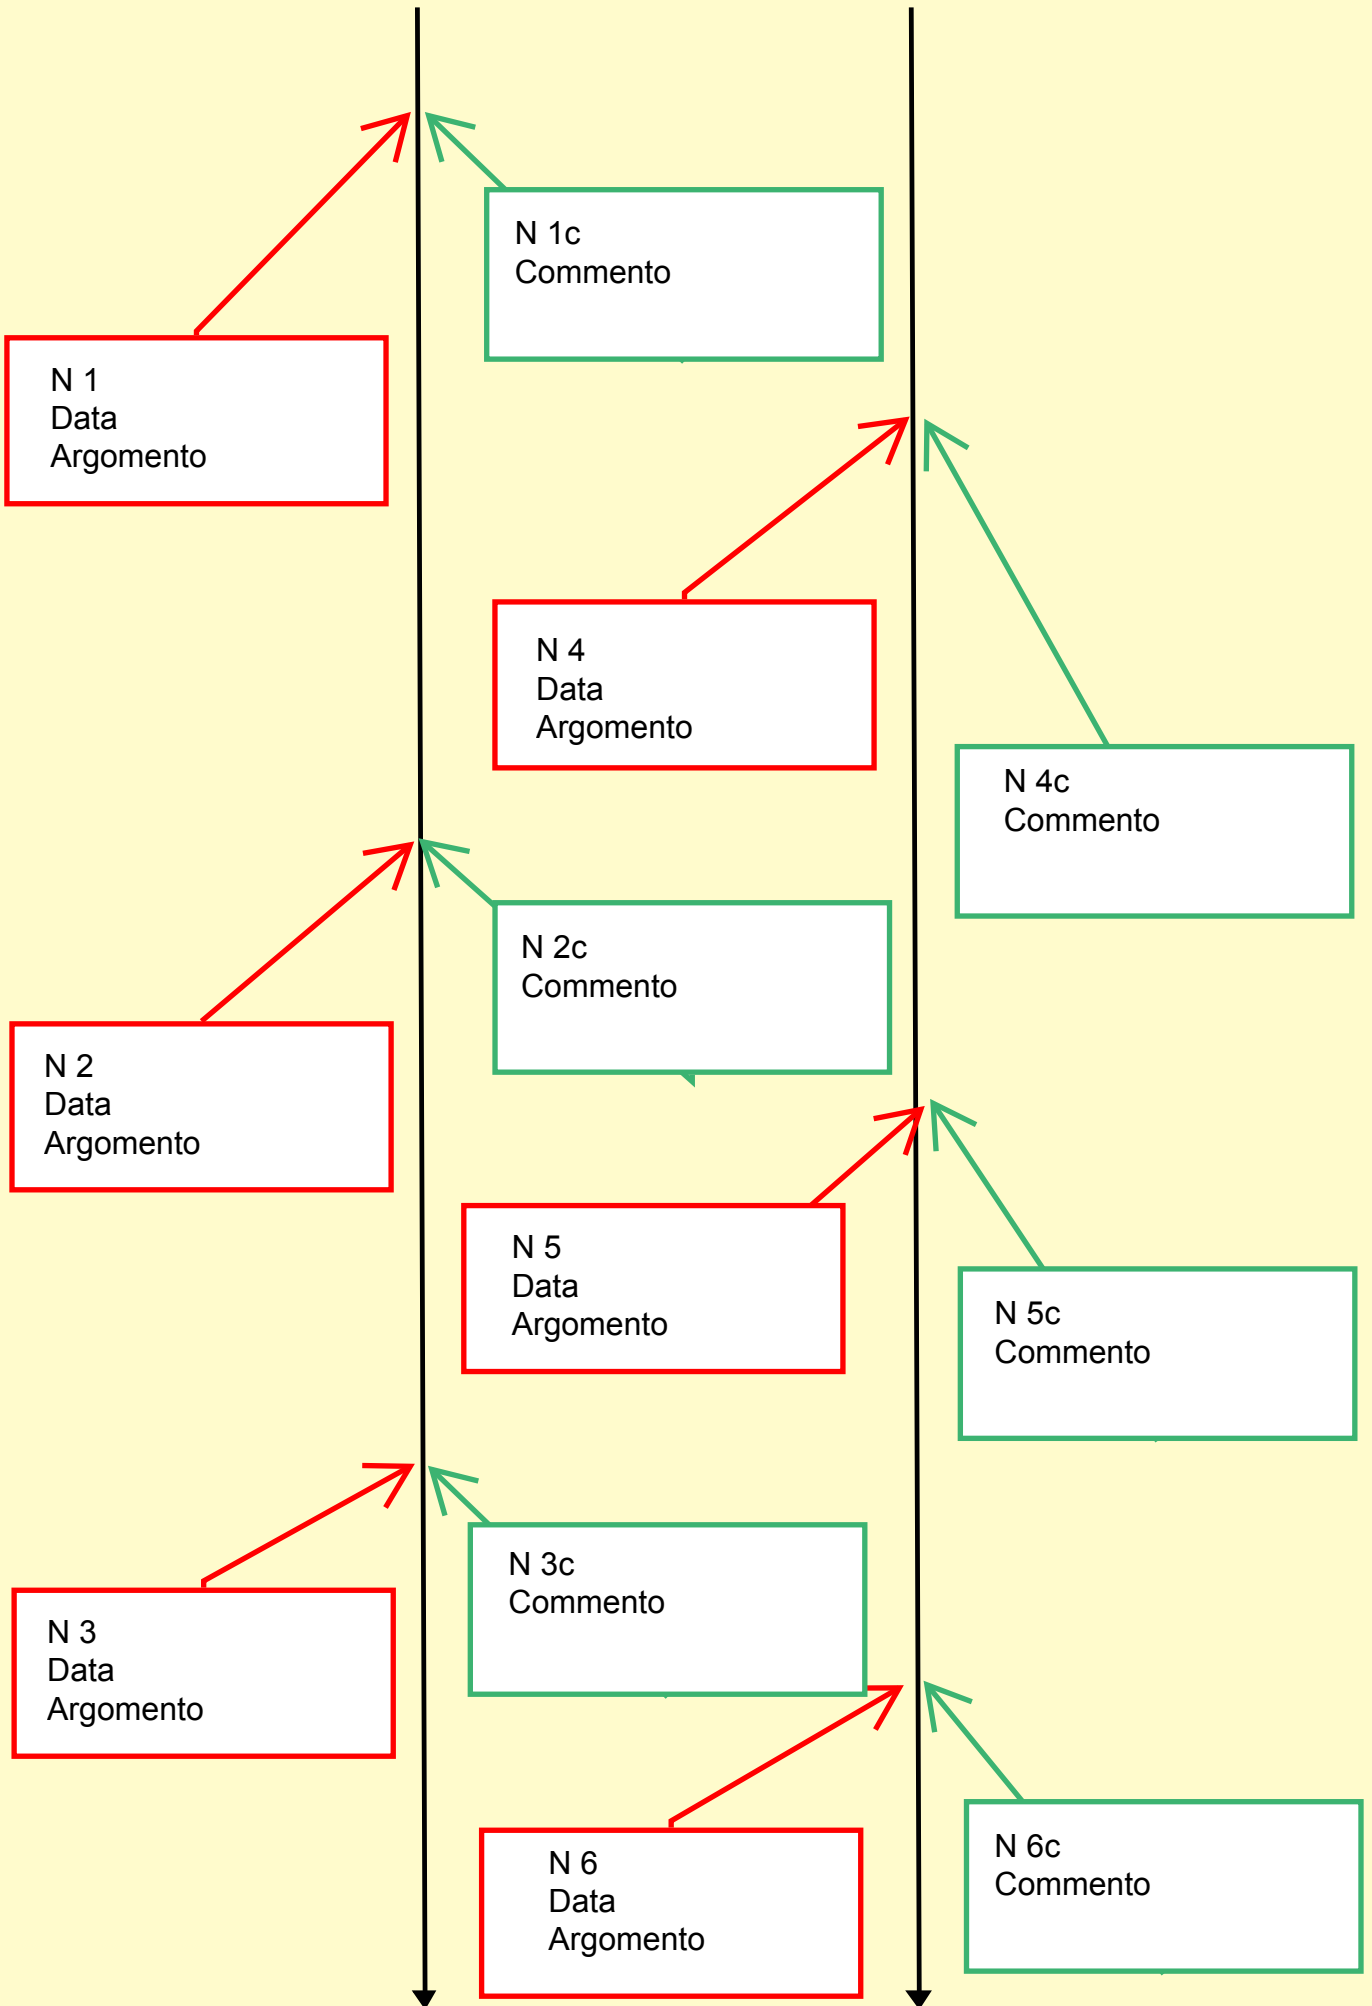 N 1c
Commento
N 1
Data
Argomento
N 4
Data
Argomento
N 4c
Commento
N 2c
Commento
N 2
Data
Argomento
N 5
Data
Argomento
N 5c
Commento
N 3c
Commento
N 3
Data
Argomento
N 6
Data
Argomento
N 6c
Commento